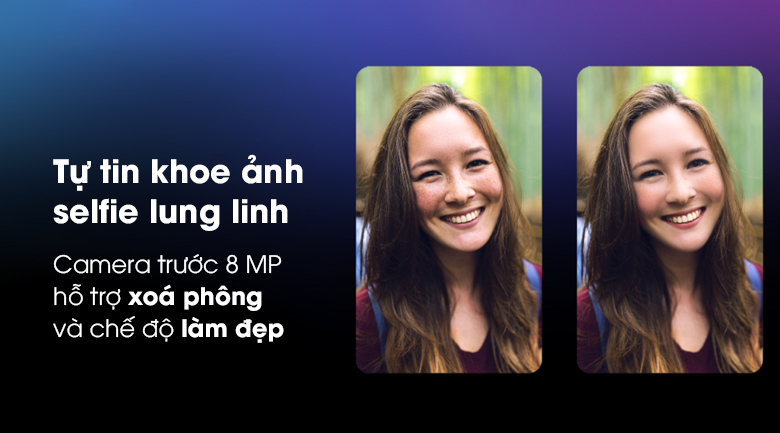 Tự tin khoe ảnh
selfie lung linh
Camera trước 8 MP
hỗ trợ xoá phông
và chế độ làm đẹp